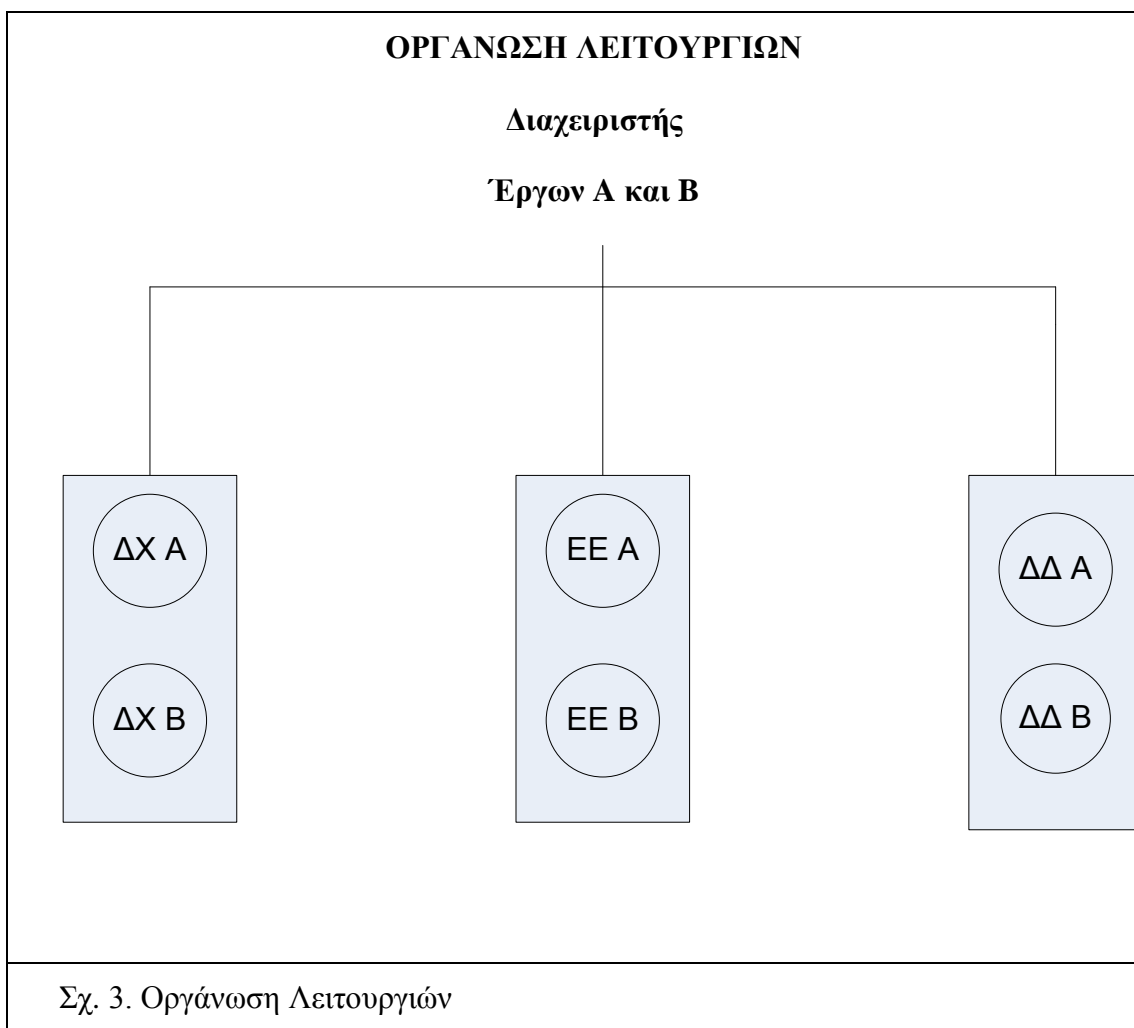 ΟΡΓΑΝΩΣΗ ΛΕΙΤΟΥΡΓΙΩΝ
Διαχειριστής
Έργων Α και Β
ΔΧ Α
ΕΕ Α
ΔΔ Α
ΔΧ Β
ΕΕ Β
ΔΔ Β
Σχ. 3. Οργάνωση Λειτουργιών